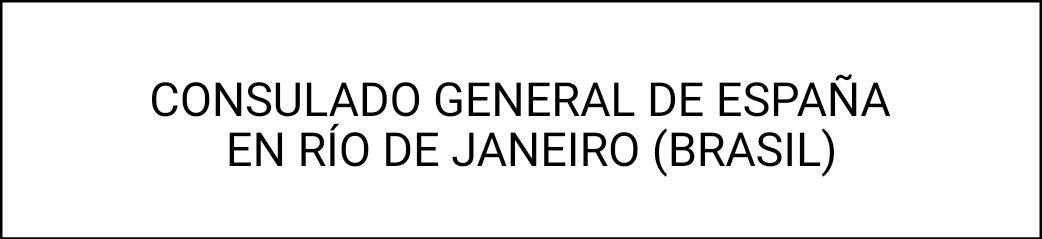 CONSULADO GENERAL DE ESPAÑA
EN RÍO DE JANEIRO (BRASIL)